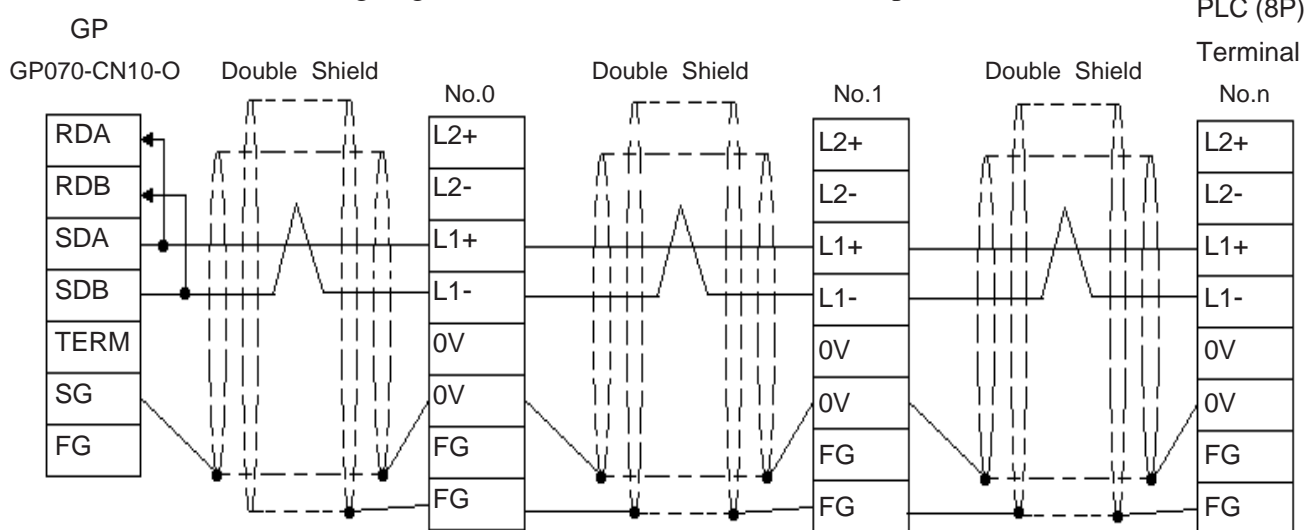 PLC (8P)
GP
Terminal
GP070-CN10-O
Double Shield
Double Shield
Double Shield
No.0
No.1
No.n
RDA
L2+
L2+
L2+
RDB
L2-
L2-
L2-
SDA
L1+
L1+
L1+
SDB
L1-
L1-
L1-
TERM
0V
0V
0V
SG
0V
0V
0V
FG
FG
FG
FG
FG
FG
FG